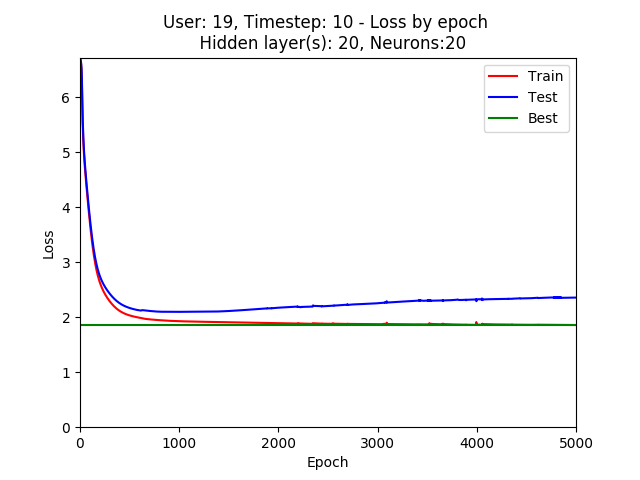 User: 19, Timestep: 10 - Loss by epoch
Hidden layer(s): 20, Neurons:20
Train
Test
Best
6
5
4
3
2
1
0
Loss
0 1000 2000 3000 4000 5000
Epoch